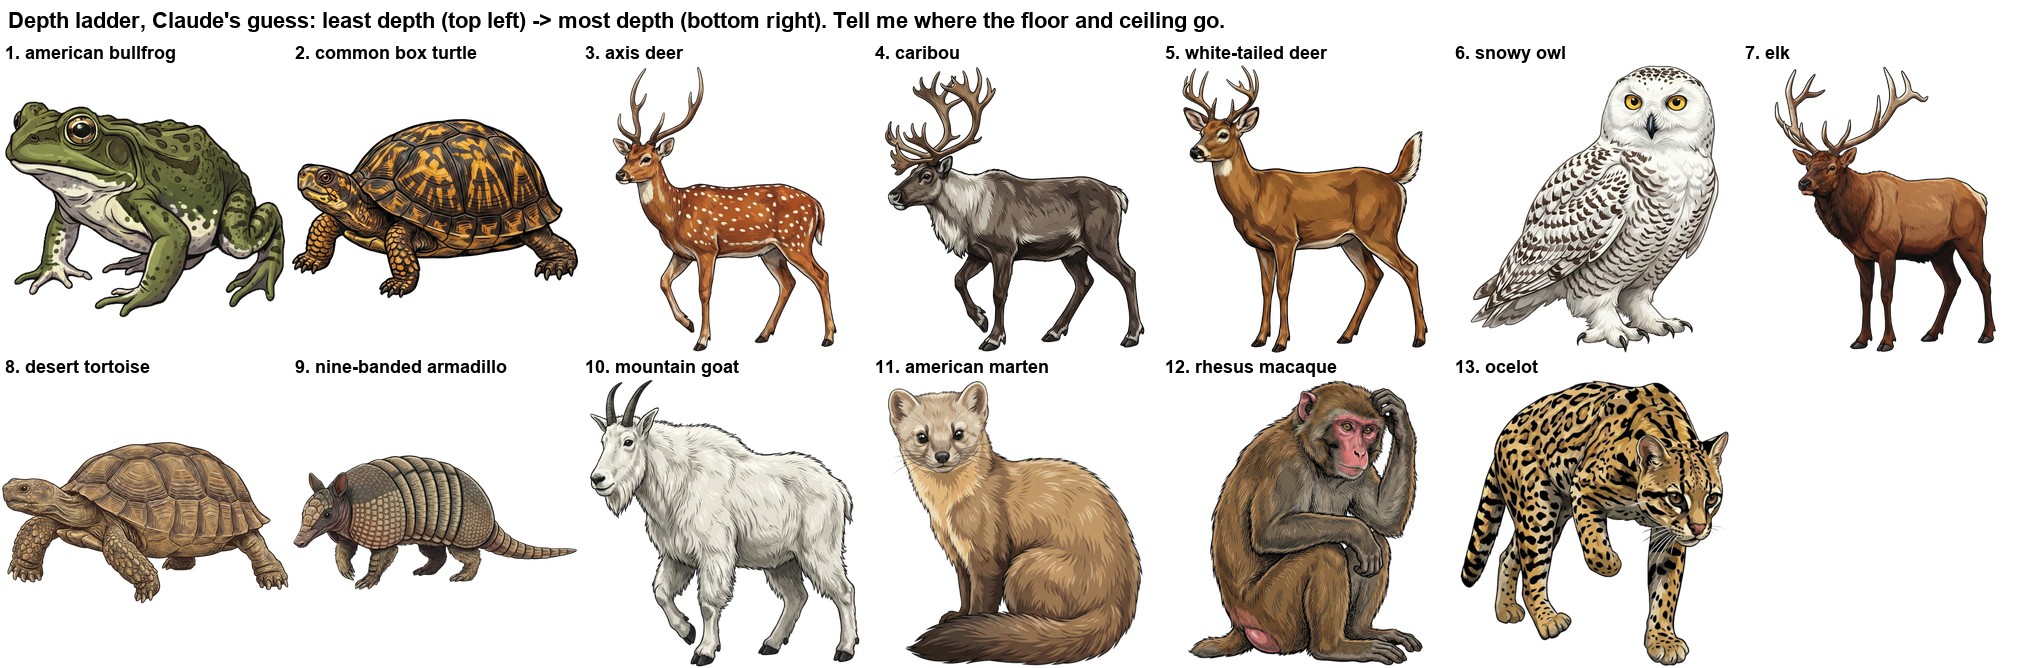 Depth ladder, Claude's guess: least depth (top left) -> most depth (bottom right). Tell me where the floor and ceiling go.
1. american bullfrog
2. common box turtle
3. axis deer
4. caribou
5. white-tailed deer
6. snowy owl
7. elk
8. desert tortoise
9. nine-banded armadillo
10. mountain goat
11. american marten
12. rhesus macaque
13. ocelot